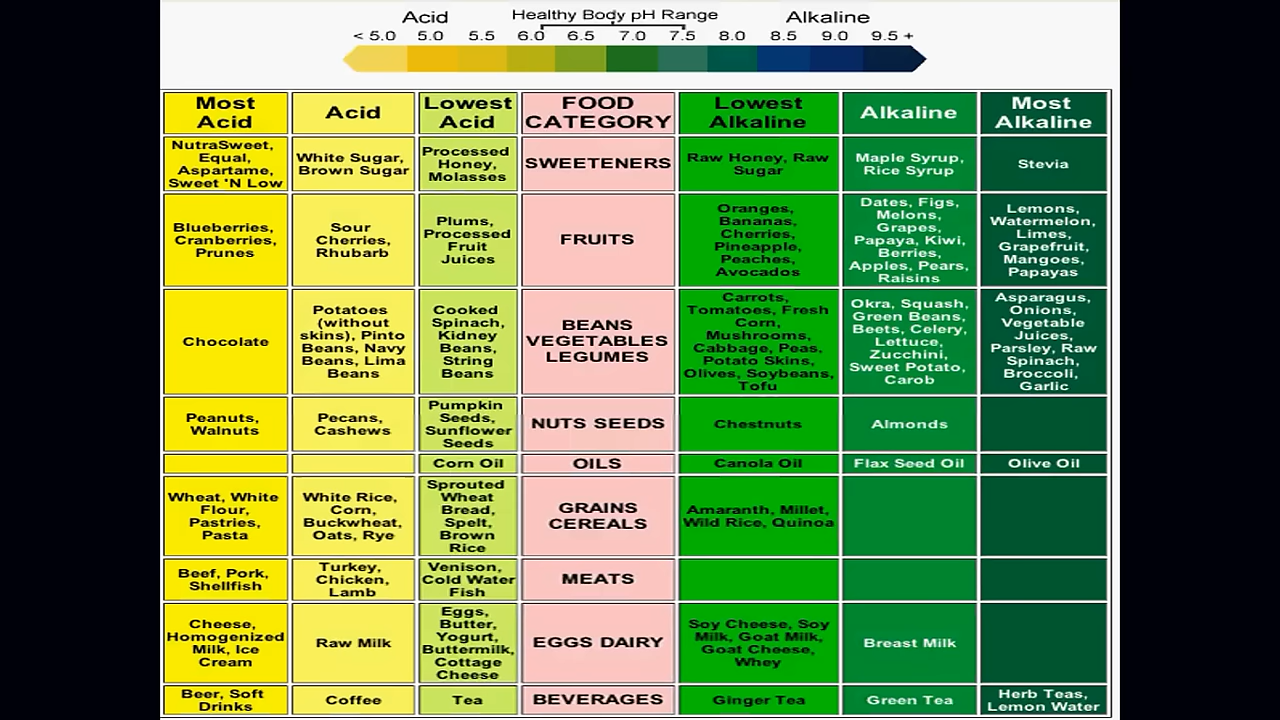 Acid
Healthy Body pH Range
Alkaline
< 5.0 5.0 5.5 6.0 6.5 7.0 7.5 8.0 8.5 9.0 9.5 +
Most
Acid
Acid
Lowest
Acid
FOOD
CATEGORY
Lowest
Alkaline
Alkaline
Most
Alkaline
NutraSweet,
Equal,
Aspartame,
Sweet 'N Low
White Sugar,
Brown Sugar
Processed
Honey,
Molasses
SWEETENERS
Raw Honey, Raw
Sugar
Maple Syrup,
Rice Syrup
Stevia
Blueberries,
Cranberries,
Prunes
Sour
Cherries,
Rhubarb
Plums,
Processed
Fruit
Juices
FRUITS
Oranges,
Bananas,
Cherries,
Pineapple,
Peaches,
Avocados
Dates, Figs,
Melons,
Grapes,
Papaya, Kiwi,
Berries,
Apples, Pears,
Raisins
Lemons,
Watermelon,
Limes,
Grapefruit,
Mangoes,
Papayas
Chocolate
Potatoes
(without
skins), Pinto
Beans, Navy
Beans, Lima
Beans
Cooked
Spinach,
Kidney
Beans,
String
Beans
BEANS
VEGETABLES
LEGUMES
Carrots,
Tomatoes, Fresh
Corn,
Mushrooms,
Cabbage, Peas,
Potato Skins,
Olives, Soybeans,
Tofu
Okra, Squash,
Green Beans,
Beets, Celery,
Lettuce,
Zucchini,
Sweet Potato,
Carob
Asparagus,
Onions,
Vegetable
Juices,
Parsley, Raw
Spinach,
Broccoli,
Garlic
Peanuts,
Walnuts
Pecans,
Cashews
Pumpkin
Seeds,
Sunflower
Seeds
NUTS SEEDS
Chestnuts
Almonds
Corn Oil
OILS
Canola Oil
Flax Seed Oil
Olive Oil
Wheat, White
Flour,
Pastries,
Pasta
White Rice,
Corn,
Buckwheat,
Oats, Rye
Sprouted
Wheat
Bread,
Spelt,
Brown
Rice
GRAINS
CEREALS
Amaranth, Millet,
Wild Rice, Quinoa
Beef, Pork,
Shellfish
Turkey,
Chicken,
Lamb
Venison,
Cold Water
Fish
MEATS
Cheese,
Homogenized
Milk, Ice
Cream
Raw Milk
Eggs,
Butter,
Yogurt,
Buttermilk,
Cottage
Cheese
EGGS DAIRY
Soy Cheese, Soy
Milk, Goat Milk,
Goat Cheese,
Whey
Breast Milk
Beer, Soft
Drinks
Coffee
Tea
BEVERAGES
Ginger Tea
Green Tea
Herb Teas,
Lemon Water